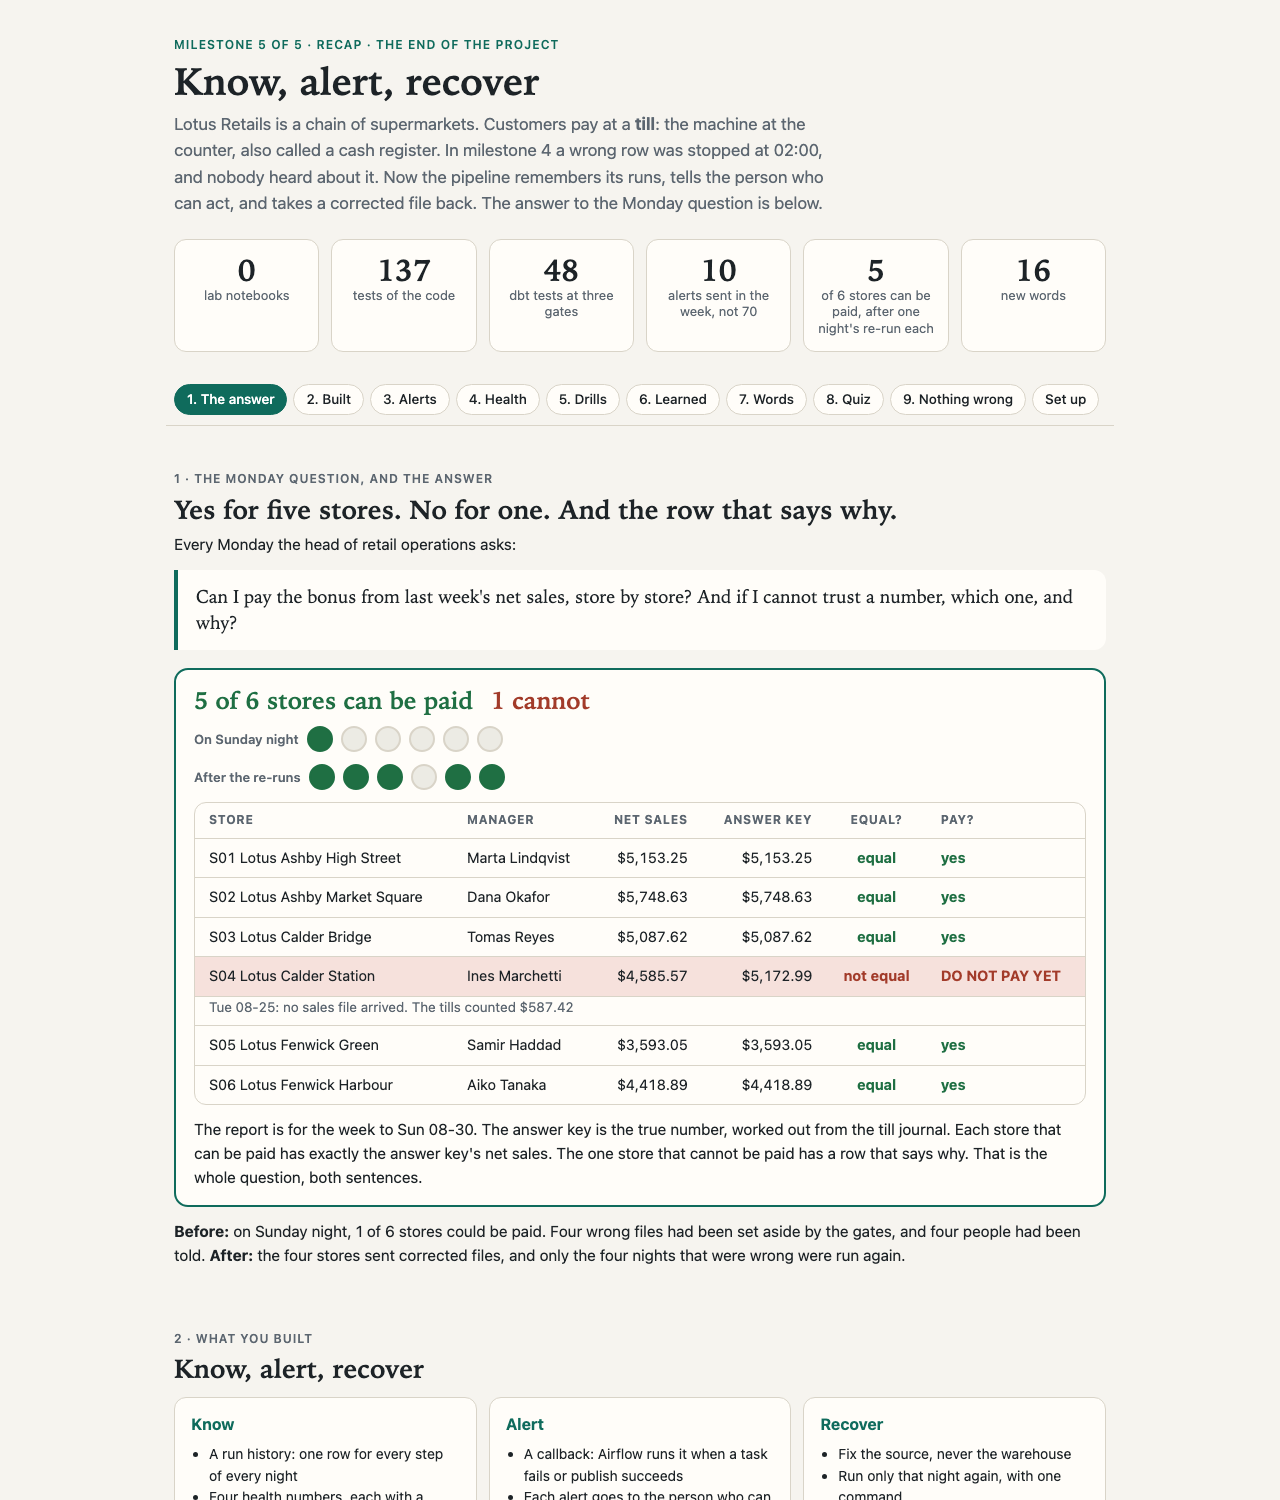 MILESTONE 5 OF 5 · RECAP · THE END OF THE PROJECT
Know, alert, recover
Lotus Retails is a chain of supermarkets. Customers pay at a till: the machine at the
counter, also called a cash register. In milestone 4 a wrong row was stopped at 02:00,
and nobody heard about it. Now the pipeline remembers its runs, tells the person who
can act, and takes a corrected file back. The answer to the Monday question is below.
0
lab notebooks
137
tests of the code
48
dbt tests at three
gates
10
alerts sent in the
week, not 70
5
of 6 stores can be
paid, after one
night's re-run each
16
new words
1. The answer 2. Built 3. Alerts 4. Health 5. Drills 6. Learned 7. Words 8. Quiz 9. Nothing wrong Set up
1 · THE MONDAY QUESTION, AND THE ANSWER
Yes for five stores. No for one. And the row that says why.
Every Monday the head of retail operations asks:
Can I pay the bonus from last week's net sales, store by store? And if I cannot trust a number, which one, and
why?
5 of 6 stores can be paid 1 cannot
On Sunday night
After the re-runs
STORE MANAGER NET SALES ANSWER KEY EQUAL? PAY?
S01 Lotus Ashby High Street Marta Lindqvist $5,153.25 $5,153.25 equal yes
S02 Lotus Ashby Market Square Dana Okafor $5,748.63 $5,748.63 equal yes
S03 Lotus Calder Bridge Tomas Reyes $5,087.62 $5,087.62 equal yes
S04 Lotus Calder Station Ines Marchetti $4,585.57 $5,172.99 not equal DO NOT PAY YET
Tue 08-25: no sales file arrived. The tills counted $587.42
S05 Lotus Fenwick Green Samir Haddad $3,593.05 $3,593.05 equal yes
S06 Lotus Fenwick Harbour Aiko Tanaka $4,418.89 $4,418.89 equal yes
The report is for the week to Sun 08-30. The answer key is the true number, worked out from the till journal. Each store that
can be paid has exactly the answer key's net sales. The one store that cannot be paid has a row that says why. That is the
whole question, both sentences.
Before: on Sunday night, 1 of 6 stores could be paid. Four wrong files had been set aside by the gates, and four people had been
told. After: the four stores sent corrected files, and only the four nights that were wrong were run again.
2 · WHAT YOU BUILT
Know, alert, recover
Know
• A run history: one row for every step
of every night
• Four health numbers, each with a
Alert
• A callback: Airflow runs it when a task
fails or publish succeeds
• Each alert goes to the person who can
Recover
• Fix the source, never the warehouse
• Run only that night again, with one
command